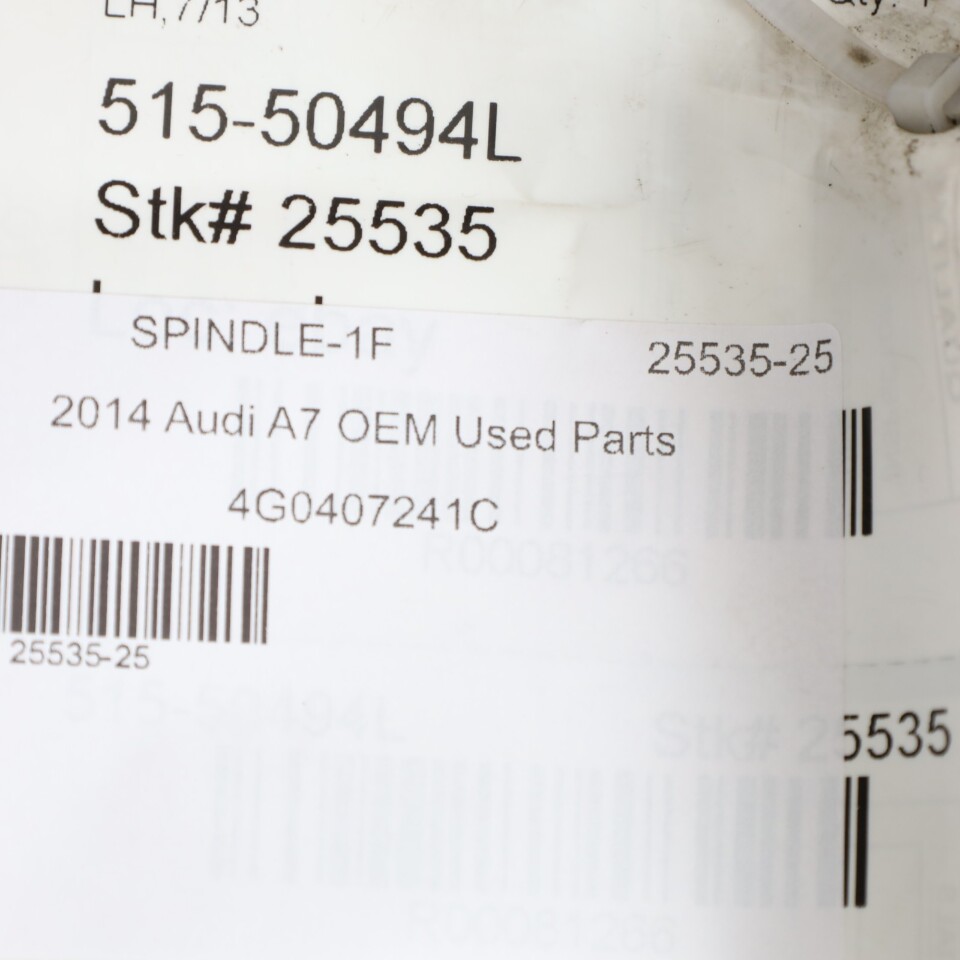 LH,7/13
515-50494L
Stk# 25535
SPINDLE-1F
25535-25
2014 Audi A7 OEM Used Parts
4G0407241C
R00081266
25535-25
515-50494L
Stk# 25535
R00081266